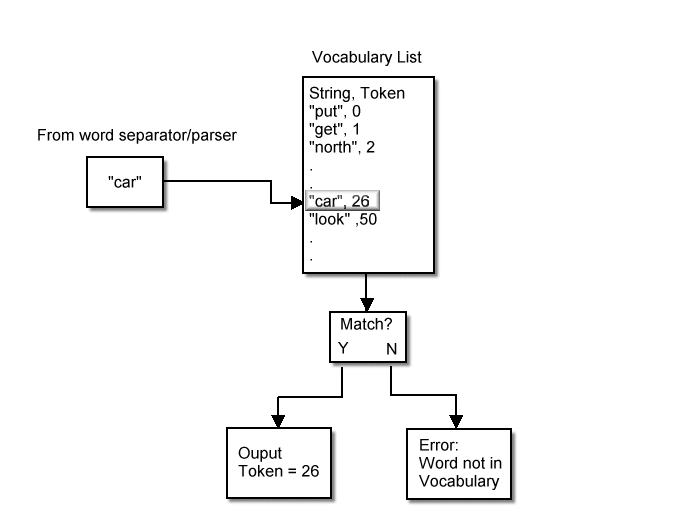 Vocabulary List
String, Token
"put", 0
"get", 1
"north", 2
.
.
"car", 26
"look" ,50
.
.
From word separator/parser
"car"
Match?
Y N
Ouput
Token = 26
Error:
Word not in
Vocabulary